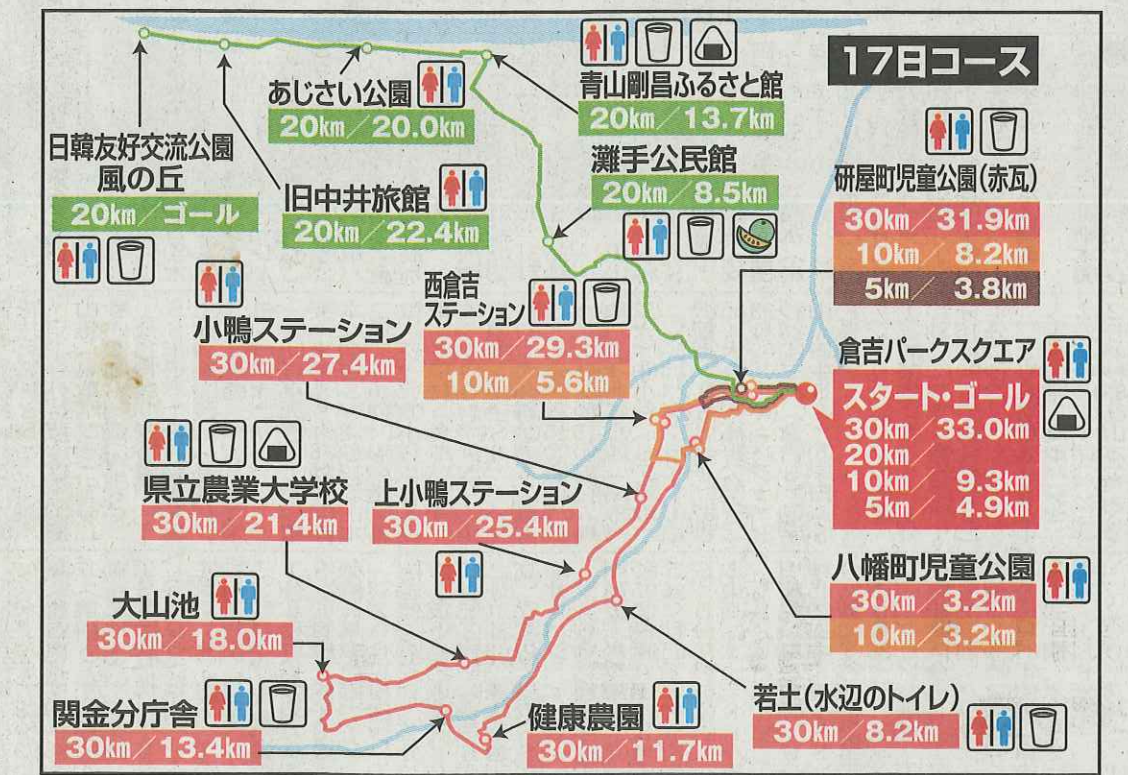 17日コース
青山剛昌ふるさと館
20km/13.7km
あじさい公園
20km/20.0km
日韓友好交流公園
風の丘
20km/ゴール
旧中井旅館
20km/22.4km
灘手公民館
20km/8.5km
研屋町児童公園(赤瓦)
30km/31.9km
10km/8.2km
5km/3.8km
小鴨ステーション
30km/27.4km
西倉吉
ステーション
30km/29.3km
10km/5.6km
倉吉パークスクエア
スタート・ゴール
30km/33.0km
20km
10km/9.3km
5km/4.9km
県立農業大学校
30km/21.4km
上小鴨ステーション
30km/25.4km
八幡町児童公園
30km/3.2km
10km/3.2km
大山池
30km/18.0km
関金分庁舎
30km/13.4km
健康農園
30km/11.7km
若土(水辺のトイレ)
30km/8.2km